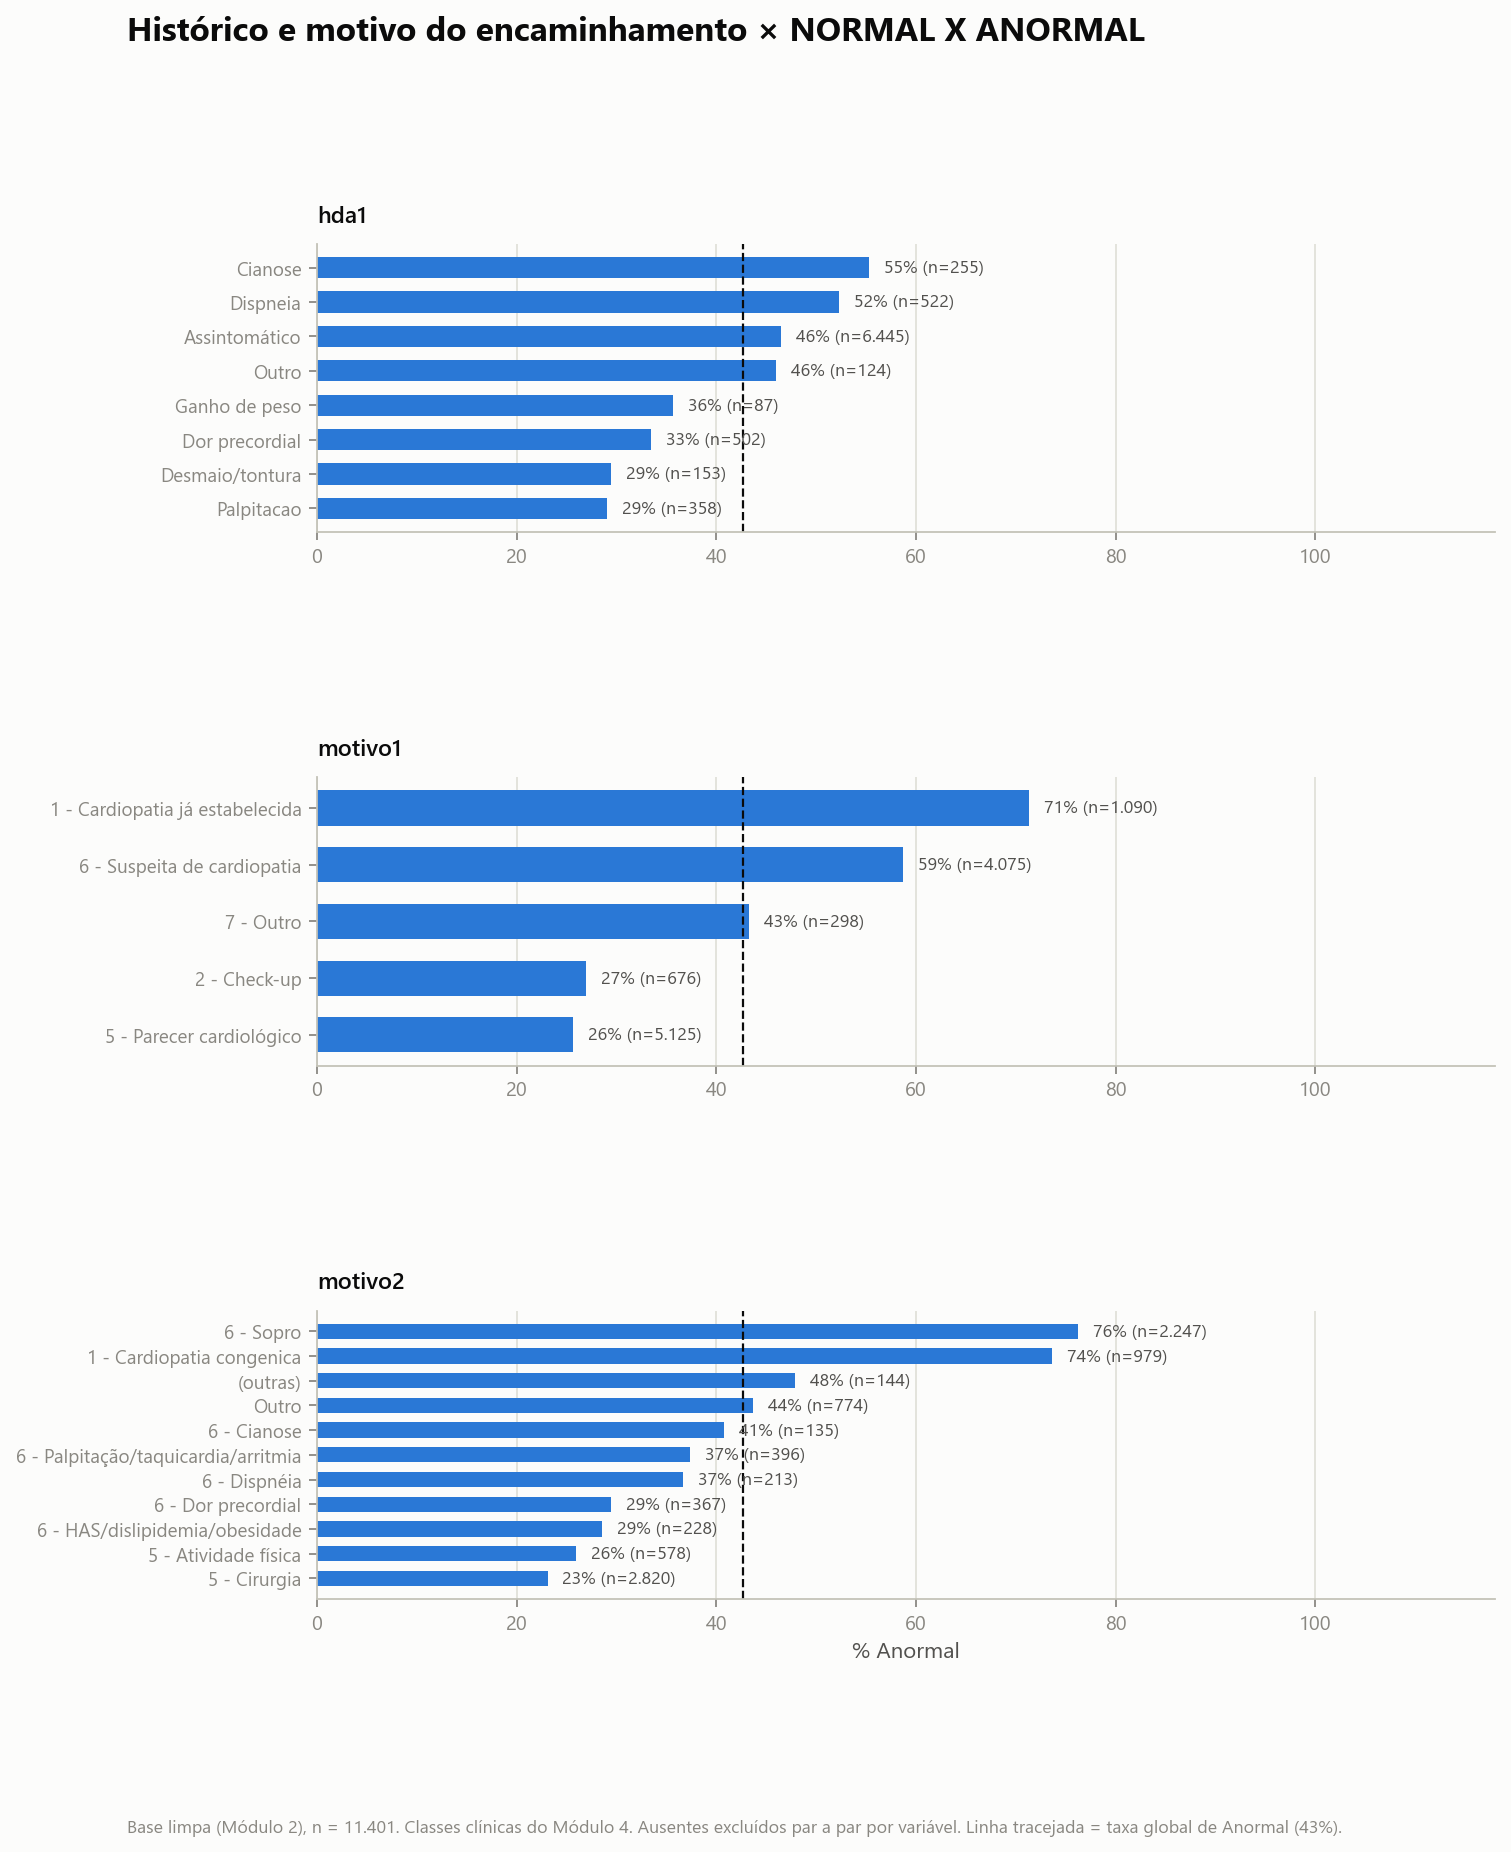 Histórico e motivo do encaminhamento × NORMAL X ANORMAL
hda1
Cianose 55% (n=255)
Dispneia 52% (n=522)
Assintomático 46% (n=6.445)
Outro 46% (n=124)
Ganho de peso 36% (n=87)
Dor precordial 33% (n=502)
Desmaio/tontura 29% (n=153)
Palpitacao 29% (n=358)
0 20 40 60 80 100
motivo1
1 - Cardiopatia já estabelecida 71% (n=1.090)
6 - Suspeita de cardiopatia 59% (n=4.075)
7 - Outro 43% (n=298)
2 - Check-up 27% (n=676)
5 - Parecer cardiológico 26% (n=5.125)
0 20 40 60 80 100
motivo2
6 - Sopro 76% (n=2.247)
1 - Cardiopatia congenica 74% (n=979)
(outras) 48% (n=144)
Outro 44% (n=774)
6 - Cianose 41% (n=135)
6 - Palpitação/taquicardia/arritmia 37% (n=396)
6 - Dispnéia 37% (n=213)
6 - Dor precordial 29% (n=367)
6 - HAS/dislipidemia/obesidade 29% (n=228)
5 - Atividade física 26% (n=578)
5 - Cirurgia 23% (n=2.820)
0 20 40 60 80 100
% Anormal
Base limpa (Módulo 2), n = 11.401. Classes clínicas do Módulo 4. Ausentes excluídos par a par por variável. Linha tracejada = taxa global de Anormal (43%).